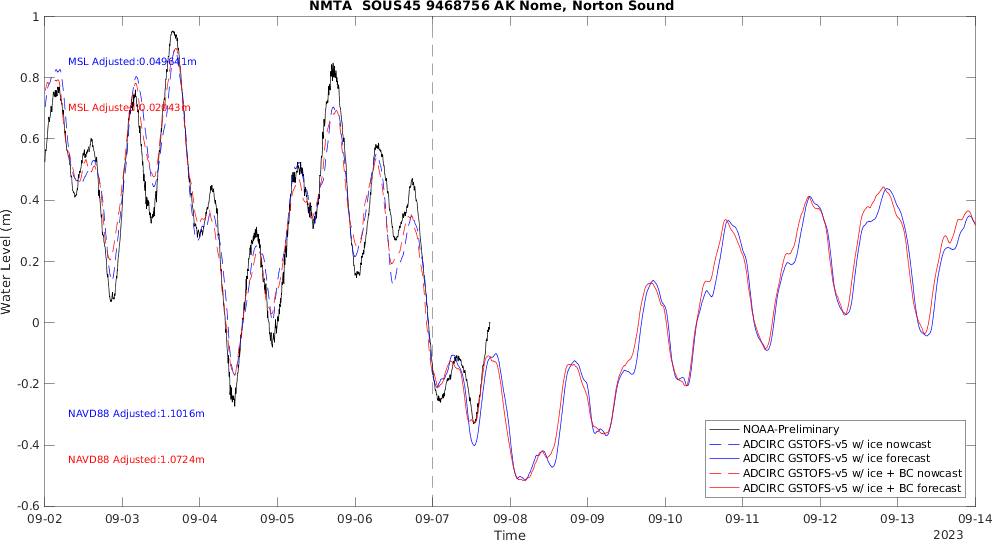 NMTA SOUS45 9468756 AK Nome, Norton Sound
1
0.8
0.6
0.4
0.2
0
-0.2
-0.4
-0.6
Water Level (m)
MSL Adjusted:0.049641m
MSL Adjusted:0.02043m
NAVD88 Adjusted:1.1016m
NAVD88 Adjusted:1.0724m
NOAA-Preliminary
ADCIRC GSTOFS-v5 w/ ice nowcast
ADCIRC GSTOFS-v5 w/ ice forecast
ADCIRC GSTOFS-v5 w/ ice + BC nowcast
ADCIRC GSTOFS-v5 w/ ice + BC forecast
09-02 09-03 09-04 09-05 09-06 09-07 09-08 09-09 09-10 09-11 09-12 09-13 09-14
Time
2023